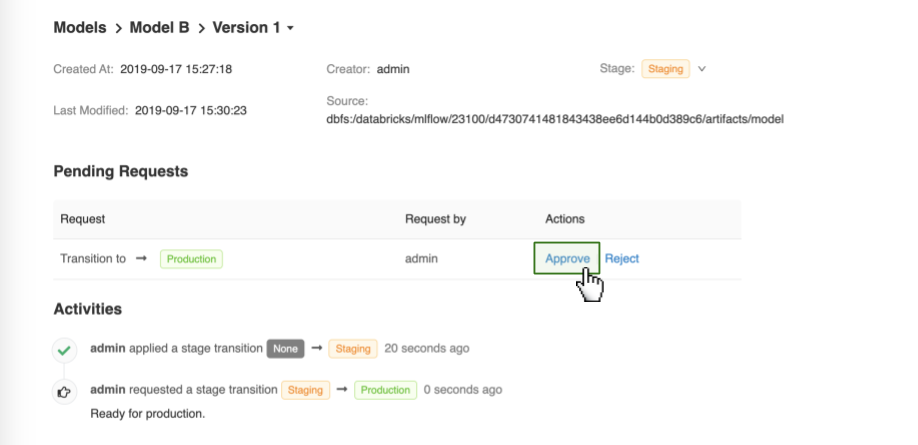 Models > Model B > Version 1
Created At: 2019-09-17 15:27:18 Creator: admin Stage: Staging
Last Modified: 2019-09-17 15:30:23 Source:
dbfs:/databricks/mlflow/23100/d4730741481843438ee6d144b0d389c6/artifacts/model
Pending Requests
Request Request by Actions
Transition to → Production admin Approve Reject
Activities
admin applied a stage transition None → Staging 20 seconds ago
admin requested a stage transition Staging → Production 0 seconds ago
Ready for production.